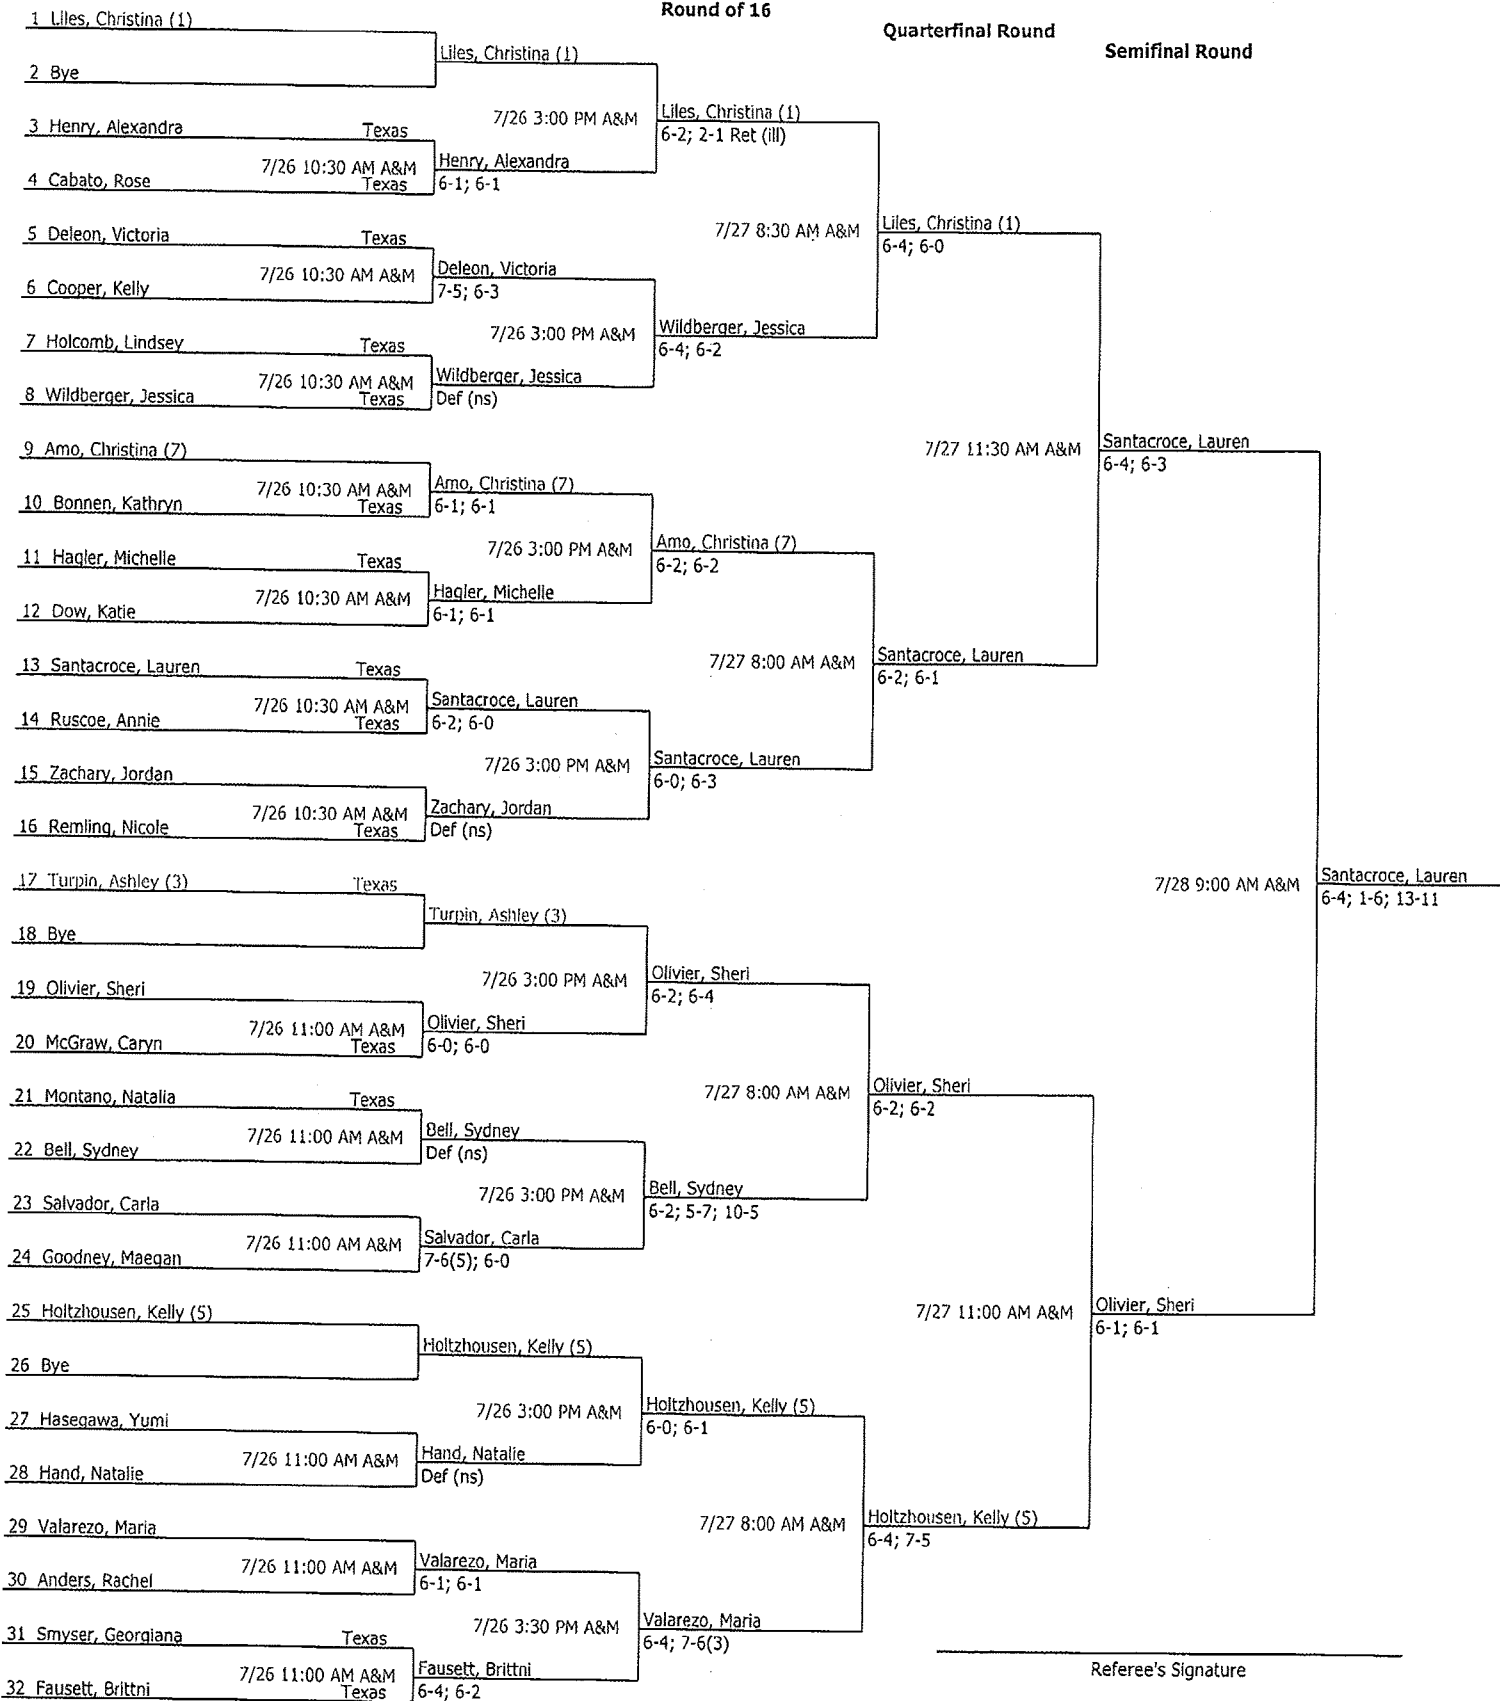 Round of 16
Quarterfinal Round
Semifinal Round
1 Liles, Christina (1)
Liles, Christina (1)
2 Bye
7/26 3:00 PM A&M
Liles, Christina (1)
6-2; 2-1 Ret (ill)
3 Henry, Alexandra Texas
7/26 10:30 AM A&M
Henry, Alexandra
6-1; 6-1
4 Cabato, Rose Texas
7/27 8:30 AM A&M
Liles, Christina (1)
6-4; 6-0
5 Deleon, Victoria Texas
7/26 10:30 AM A&M
Deleon, Victoria
7-5; 6-3
6 Cooper, Kelly
7/26 3:00 PM A&M
Wildberger, Jessica
6-4; 6-2
7 Holcomb, Lindsey Texas
7/26 10:30 AM A&M
Wildberger, Jessica
Def (ns)
8 Wildberger, Jessica Texas
7/27 11:30 AM A&M
Santacroce, Lauren
6-4; 6-3
9 Amo, Christina (7)
7/26 10:30 AM A&M
Amo, Christina (7)
6-1; 6-1
10 Bonnen, Kathryn Texas
7/26 3:00 PM A&M
Amo, Christina (7)
6-2; 6-2
11 Hagler, Michelle Texas
7/26 10:30 AM A&M
Hagler, Michelle
6-1; 6-1
12 Dow, Katie
7/27 8:00 AM A&M
Santacroce, Lauren
6-2; 6-1
13 Santacroce, Lauren Texas
7/26 10:30 AM A&M
Santacroce, Lauren
6-2; 6-0
14 Ruscoe, Annie Texas
7/26 3:00 PM A&M
Santacroce, Lauren
6-0; 6-3
15 Zachary, Jordan
7/26 10:30 AM A&M
Zachary, Jordan
Def (ns)
16 Remling, Nicole Texas
7/28 9:00 AM A&M
Santacroce, Lauren
6-4; 1-6; 13-11
17 Turpin, Ashley (3) Texas
Turpin, Ashley (3)
18 Bye
7/26 3:00 PM A&M
Olivier, Sheri
6-2; 6-4
19 Olivier, Sheri
7/26 11:00 AM A&M
Olivier, Sheri
6-0; 6-0
20 McGraw, Caryn Texas
7/27 8:00 AM A&M
Olivier, Sheri
6-2; 6-2
21 Montano, Natalia Texas
7/26 11:00 AM A&M
Bell, Sydney
Def (ns)
22 Bell, Sydney
7/26 3:00 PM A&M
Bell, Sydney
6-2; 5-7; 10-5
23 Salvador, Carla
7/26 11:00 AM A&M
Salvador, Carla
7-6(5); 6-0
24 Goodney, Maegan
7/27 11:00 AM A&M
Olivier, Sheri
6-1; 6-1
25 Holtzhousen, Kelly (5)
Holtzhousen, Kelly (5)
26 Bye
7/26 3:00 PM A&M
Holtzhousen, Kelly (5)
6-0; 6-1
27 Hasegawa, Yumi
7/26 11:00 AM A&M
Hand, Natalie
Def (ns)
28 Hand, Natalie
7/27 8:00 AM A&M
Holtzhousen, Kelly (5)
6-4; 7-5
29 Valarezo, Maria
7/26 11:00 AM A&M
Valarezo, Maria
6-1; 6-1
30 Anders, Rachel
7/26 3:30 PM A&M
Valarezo, Maria
6-4; 7-6(3)
31 Smyser, Georgiana Texas
7/26 11:00 AM A&M
Fausett, Brittni
6-4; 6-2
32 Fausett, Brittni Texas
Referee's Signature